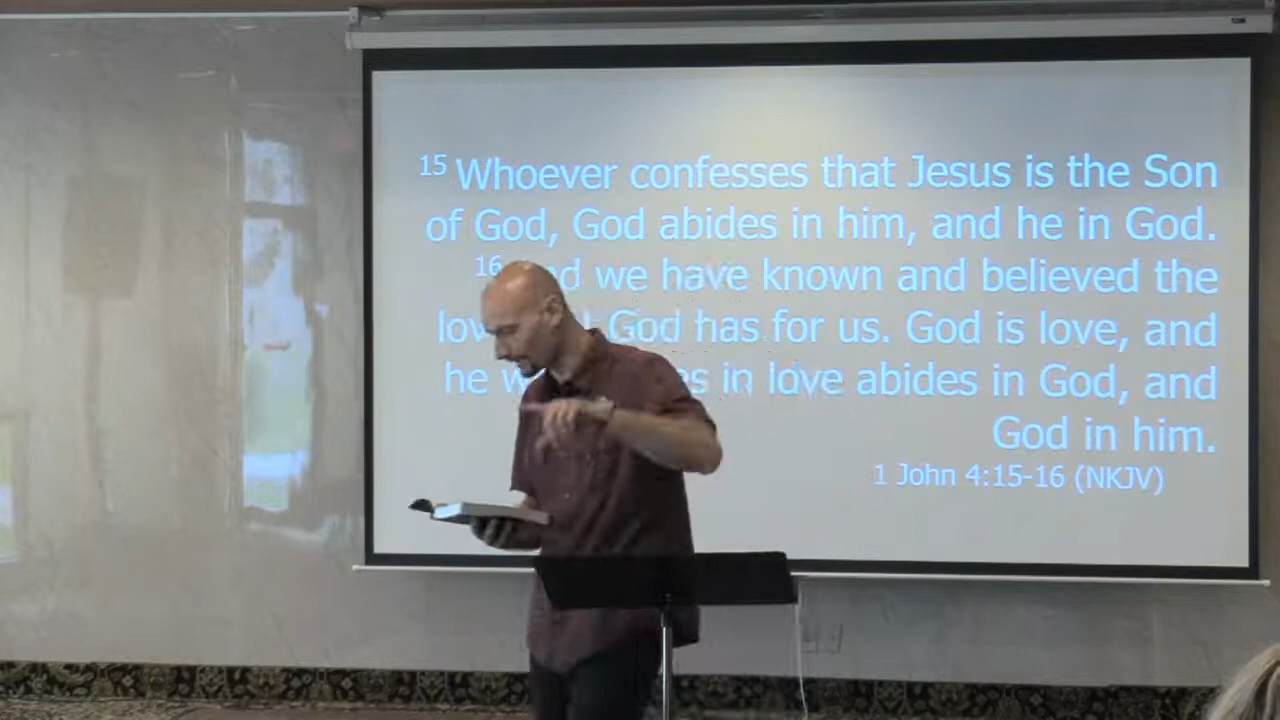 15 Whoever confesses that Jesus is the Son
of God, God abides in him, and he in God.
16 we have known and believed the
God has for us. God is love, and
he in love abides in God, and
God in him.
1 John 4:15-16 (NKJV)